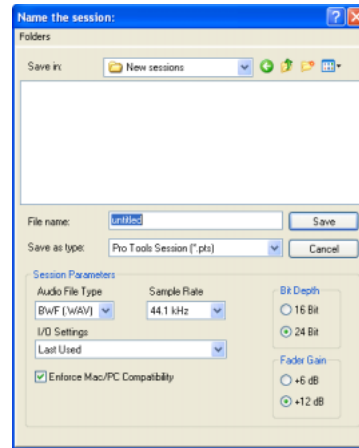 Name the session:
Folders
Save in: New sessions
File name: untitled Save
Save as type: Pro Tools Session (*.pts) Cancel
Session Parameters
Audio File Type Sample Rate Bit Depth
BWF (.WAV) 44.1 kHz 16 Bit
I/O Settings 24 Bit
Last Used
Fader Gain
Enforce Mac/PC Compatibility +6 dB
+12 dB